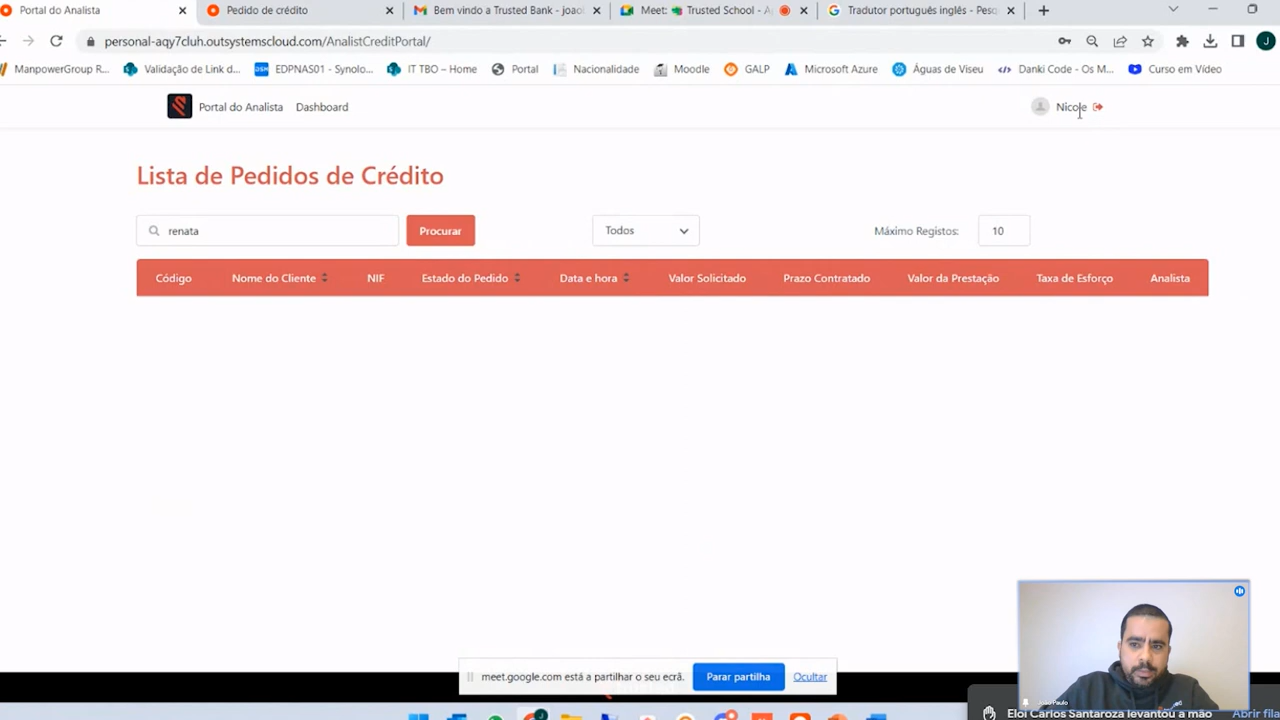 Portal do Analista
Pedido de crédito
Bem vindo a Trusted Bank - joao
Meet: Trusted School - A
Tradutor português inglês - Pesq
personal-aqy7cluh.outsystemscloud.com/AnalistCreditPortal/
J
ManpowerGroup R...
Validação de Link d...
EDPNAS01 - Synolo...
IT TBO – Home
Portal
Nacionalidade
Moodle
GALP
Microsoft Azure
Águas de Viseu
Danki Code - Os M...
Curso em Vídeo
Portal do Analista
Dashboard
Nicole
Lista de Pedidos de Crédito
renata
Procurar
Todos
Máximo Registos:
10
Código
Nome do Cliente
NIF
Estado do Pedido
Data e hora
Valor Solicitado
Prazo Contratado
Valor da Prestação
Taxa de Esforço
Analista
meet.google.com está a partilhar o seu ecrã.
Parar partilha
Ocultar
João Paulo
Eloi Carlos Santaroza levantou a mão
Abrir fila